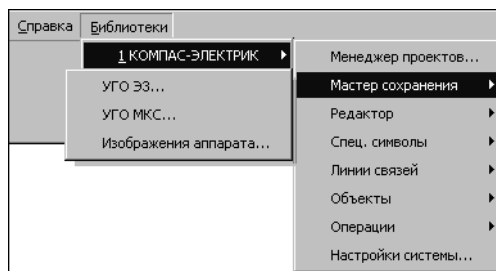 Справка Библиотеки
1 КОМПАС-ЭЛЕКТРИК
УГО ЭЗ...
УГО МКС...
Изображения аппарата...
Менеджер проектов...
Мастер сохранения
Редактор
Спец. символы
Линии связей
Объекты
Операции
Настройки системы...